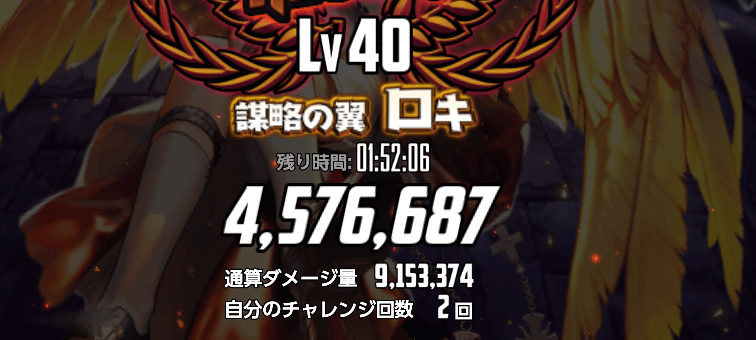 Lv 40
謀略の翼 ロキ
残り時間: 01:52:06
4,576,687
通算ダメージ量 9,153,374
自分のチャレンジ回数 2 回